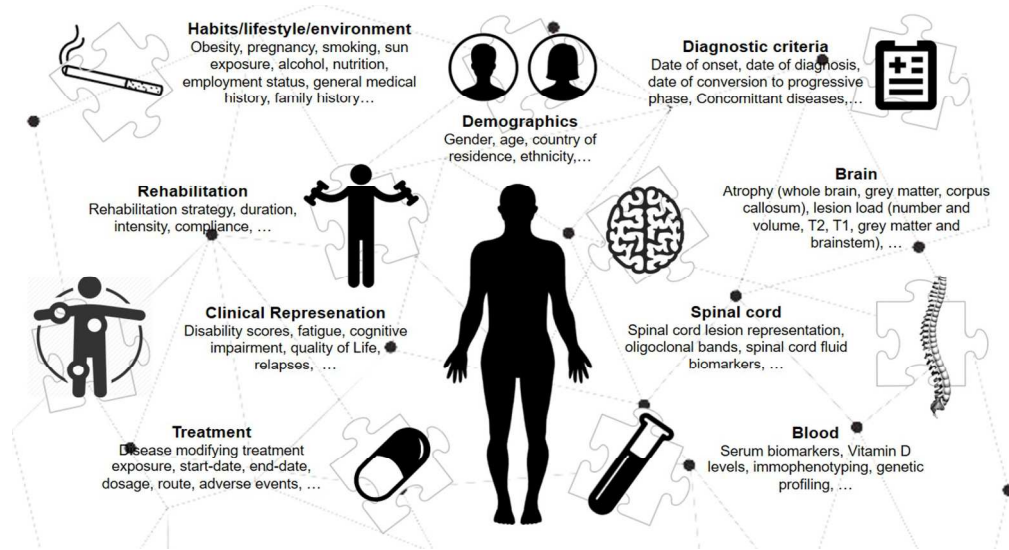 Habits/lifestyle/environment
Obesity, pregnancy, smoking, sun
exposure, alcohol, nutrition,
employment status, general medical
history, family history…
Demographics
Gender, age, country of
residence, ethnicity,…
Diagnostic criteria
Date of onset, date of diagnosis,
date of conversion to progressive
phase, Concomittant diseases,…
Rehabilitation
Rehabilitation strategy, duration,
intensity, compliance, …
Brain
Atrophy (whole brain, grey matter, corpus
callosum), lesion load (number and
volume, T2, T1, grey matter and
brainstem), …
Clinical Represenation
Disability scores, fatigue, cognitive
impairment, quality of Life,
relapses, …
Spinal cord
Spinal cord lesion representation,
oligoclonal bands, spinal cord fluid
biomarkers, …
Treatment
Disease modifying treatment
exposure, start-date, end-date,
dosage, route, adverse events, …
Blood
Serum biomarkers, Vitamin D
levels, immophenotyping, genetic
profiling, …